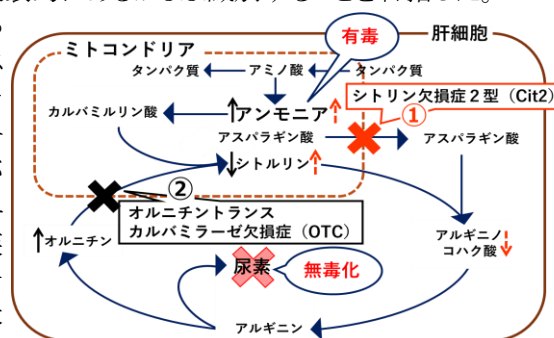 有毒
肝細胞
ミトコンドリア
タンパク質 アミノ酸 タンパク質
シトリン欠損症２型（Cit2）
カルバミルリン酸
アンモニア
①
アスパラギン酸
アスパラギン酸
シトルリン
②
オルニチントランス
カルバミラーゼ欠損症（OTC）
オルニチン
アルギニノ
コハク酸
尿素
無毒化
アルギニン